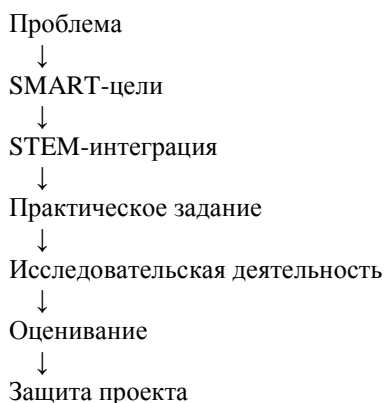 Проблема
↓
SMART-цели
↓
STEM-интеграция
↓
Практическое задание
↓
Исследовательская деятельность
↓
Оценивание
↓
Защита проекта